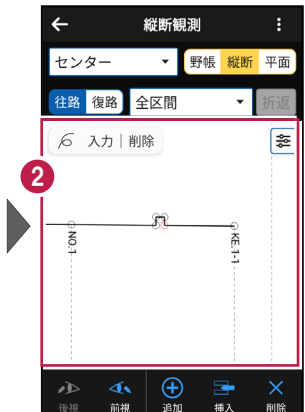 縦断観測
センター 野帳 縦断 平面
往路 復路 全区間 折返
入力｜削除
2
NO.1
KE.1-1
後視 前視 追加 挿入 削除